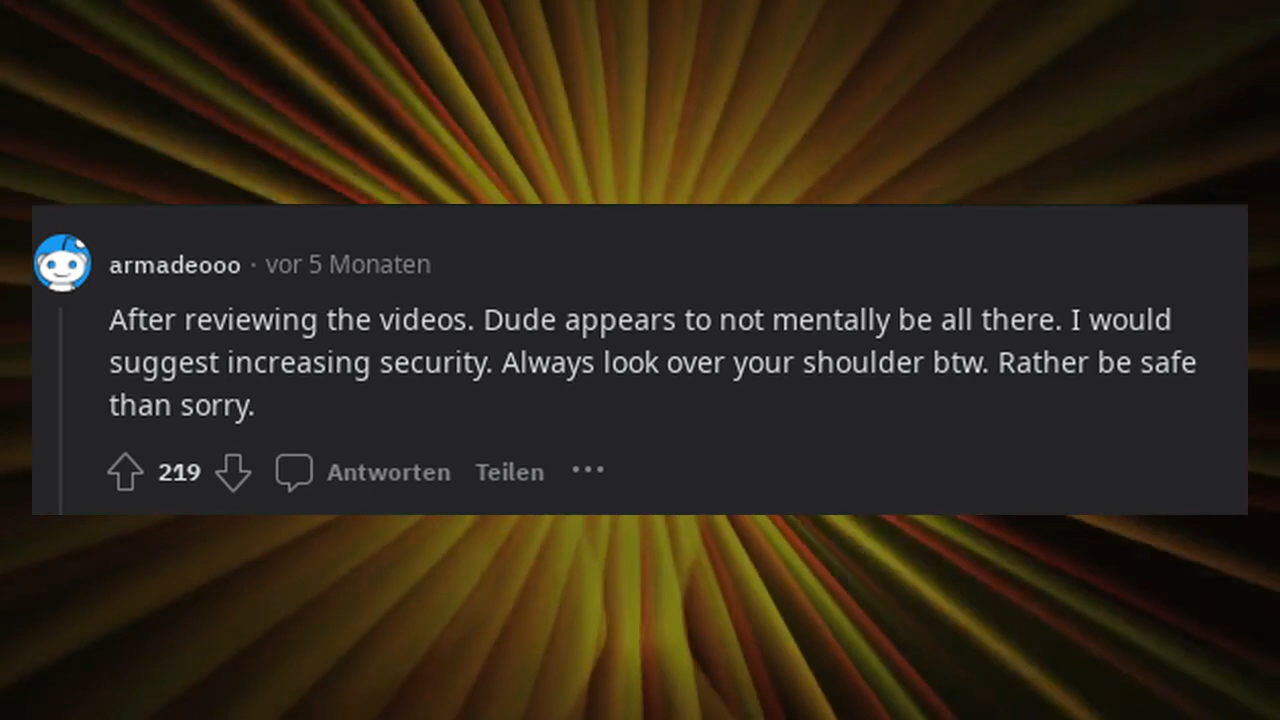 armadeooo · vor 5 Monaten
After reviewing the videos. Dude appears to not mentally be all there. I would
suggest increasing security. Always look over your shoulder btw. Rather be safe
than sorry.
219 Antworten Teilen ···